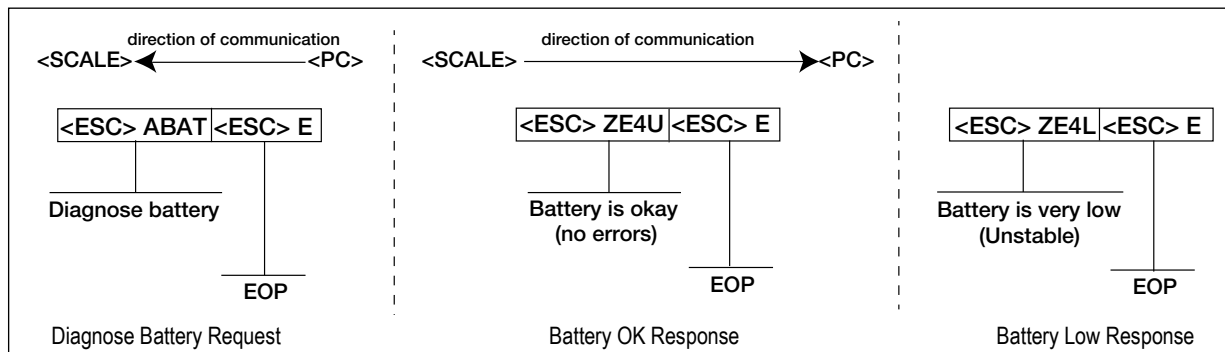 direction of communication
<SCALE> <PC>
<ESC> ABAT <ESC> E
Diagnose battery
EOP
Diagnose Battery Request
direction of communication
<SCALE> <PC>
<ESC> ZE4U <ESC> E
Battery is okay
(no errors)
EOP
Battery OK Response
<ESC> ZE4L <ESC> E
Battery is very low
(Unstable)
EOP
Battery Low Response